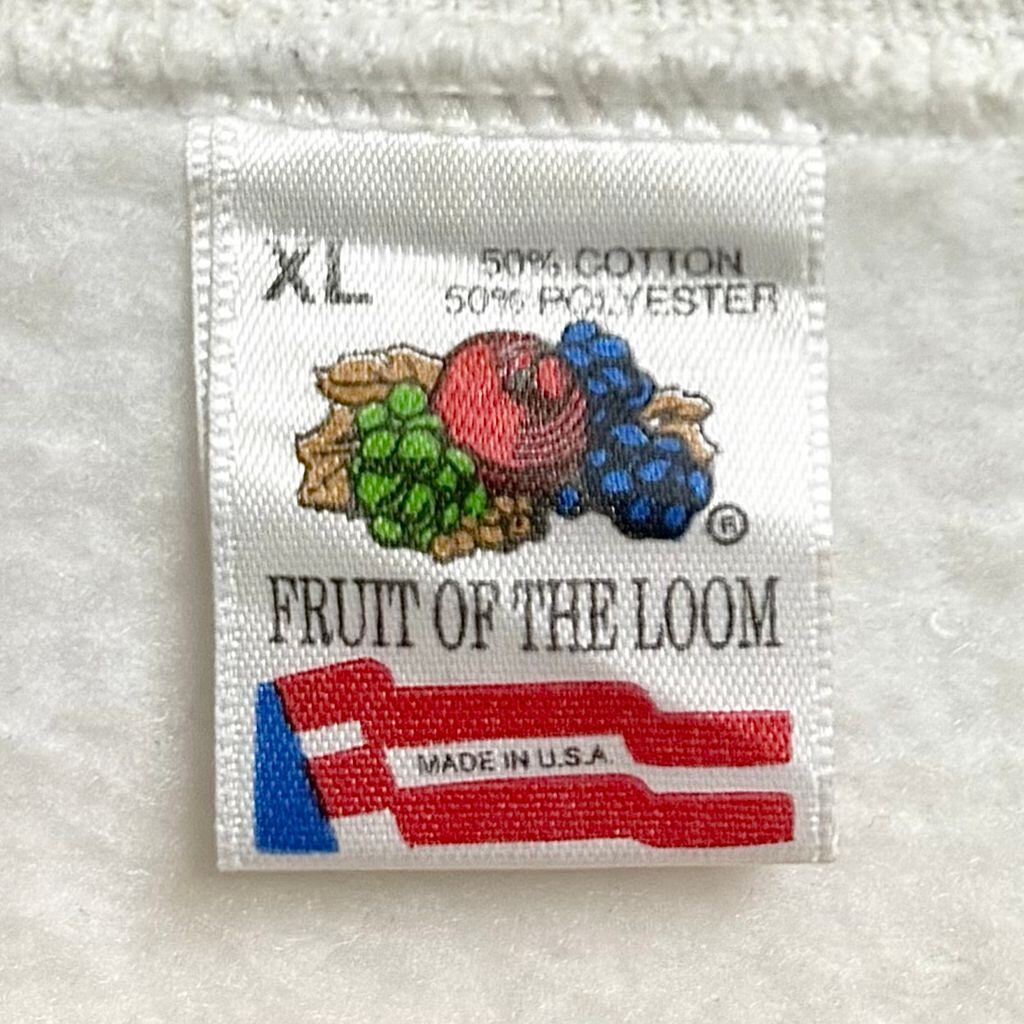 XL
50% COTTON
50% POLYESTER
®
FRUIT OF THE LOOM
MADE IN U.S.A.